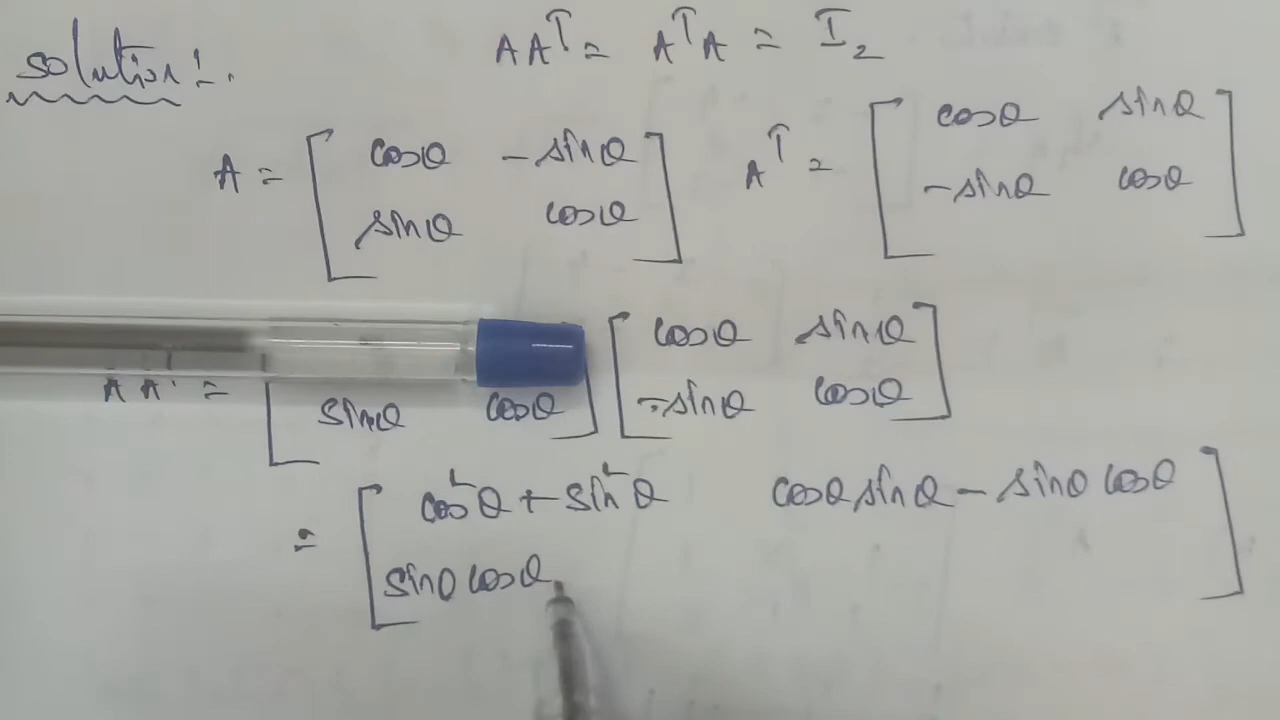 solution:-. AAᵀ = AᵀA = I₂
A = [ cosθ -sinθ Aᵀ = [ cosθ sinθ ]
sinθ cosθ ] -sinθ cosθ ]
[ cosθ sinθ ]
AAᵀ = [ sinθ cosθ ] [ -sinθ cosθ ]
= [ cos²θ + sin²θ cosθ sinθ - sinθ cosθ ]
[ sinθ cosθ